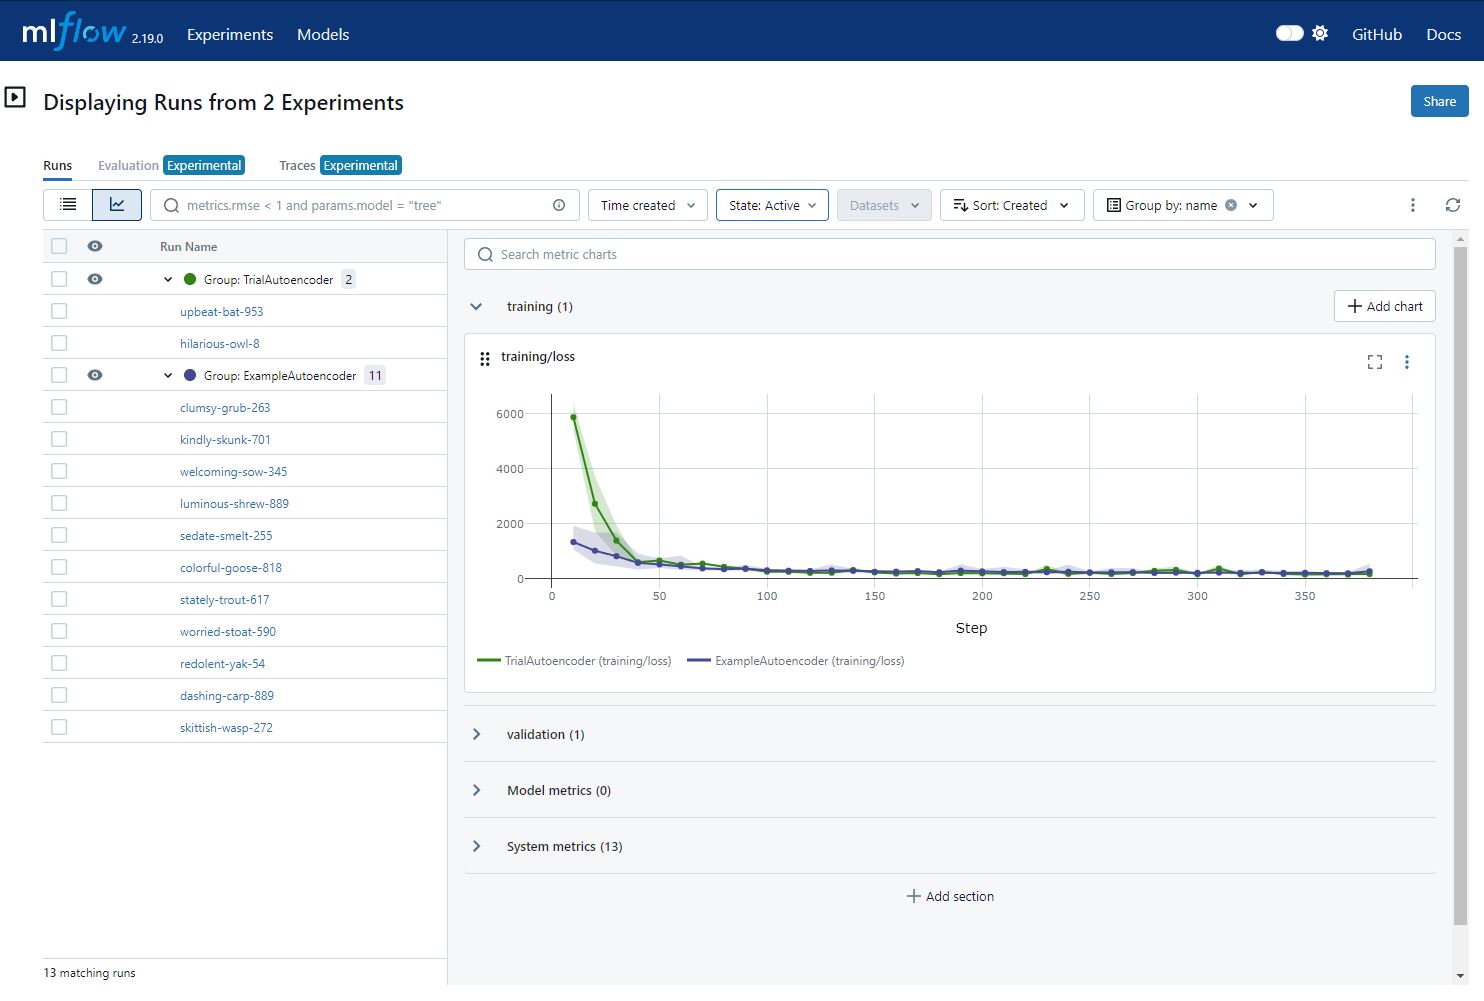 mlflow 2.19.0 Experiments Models GitHub Docs
Displaying Runs from 2 Experiments Share
Runs Evaluation Experimental Traces Experimental
metrics.rmse < 1 and params.model = "tree" Time created State: Active Datasets Sort: Created Group by: name
Run Name
Group: TrialAutoencoder 2
upbeat-bat-953
hilarious-owl-8
Group: ExampleAutoencoder 11
clumsy-grub-263
kindly-skunk-701
welcoming-sow-345
luminous-shrew-889
sedate-smelt-255
colorful-goose-818
stately-trout-617
worried-stoat-590
redolent-yak-54
dashing-carp-889
skittish-wasp-272
13 matching runs
Search metric charts
training (1) Add chart
training/loss
6000
4000
2000
0
0 50 100 150 200 250 300 350
Step
TrialAutoencoder (training/loss) ExampleAutoencoder (training/loss)
validation (1)
Model metrics (0)
System metrics (13)
Add section